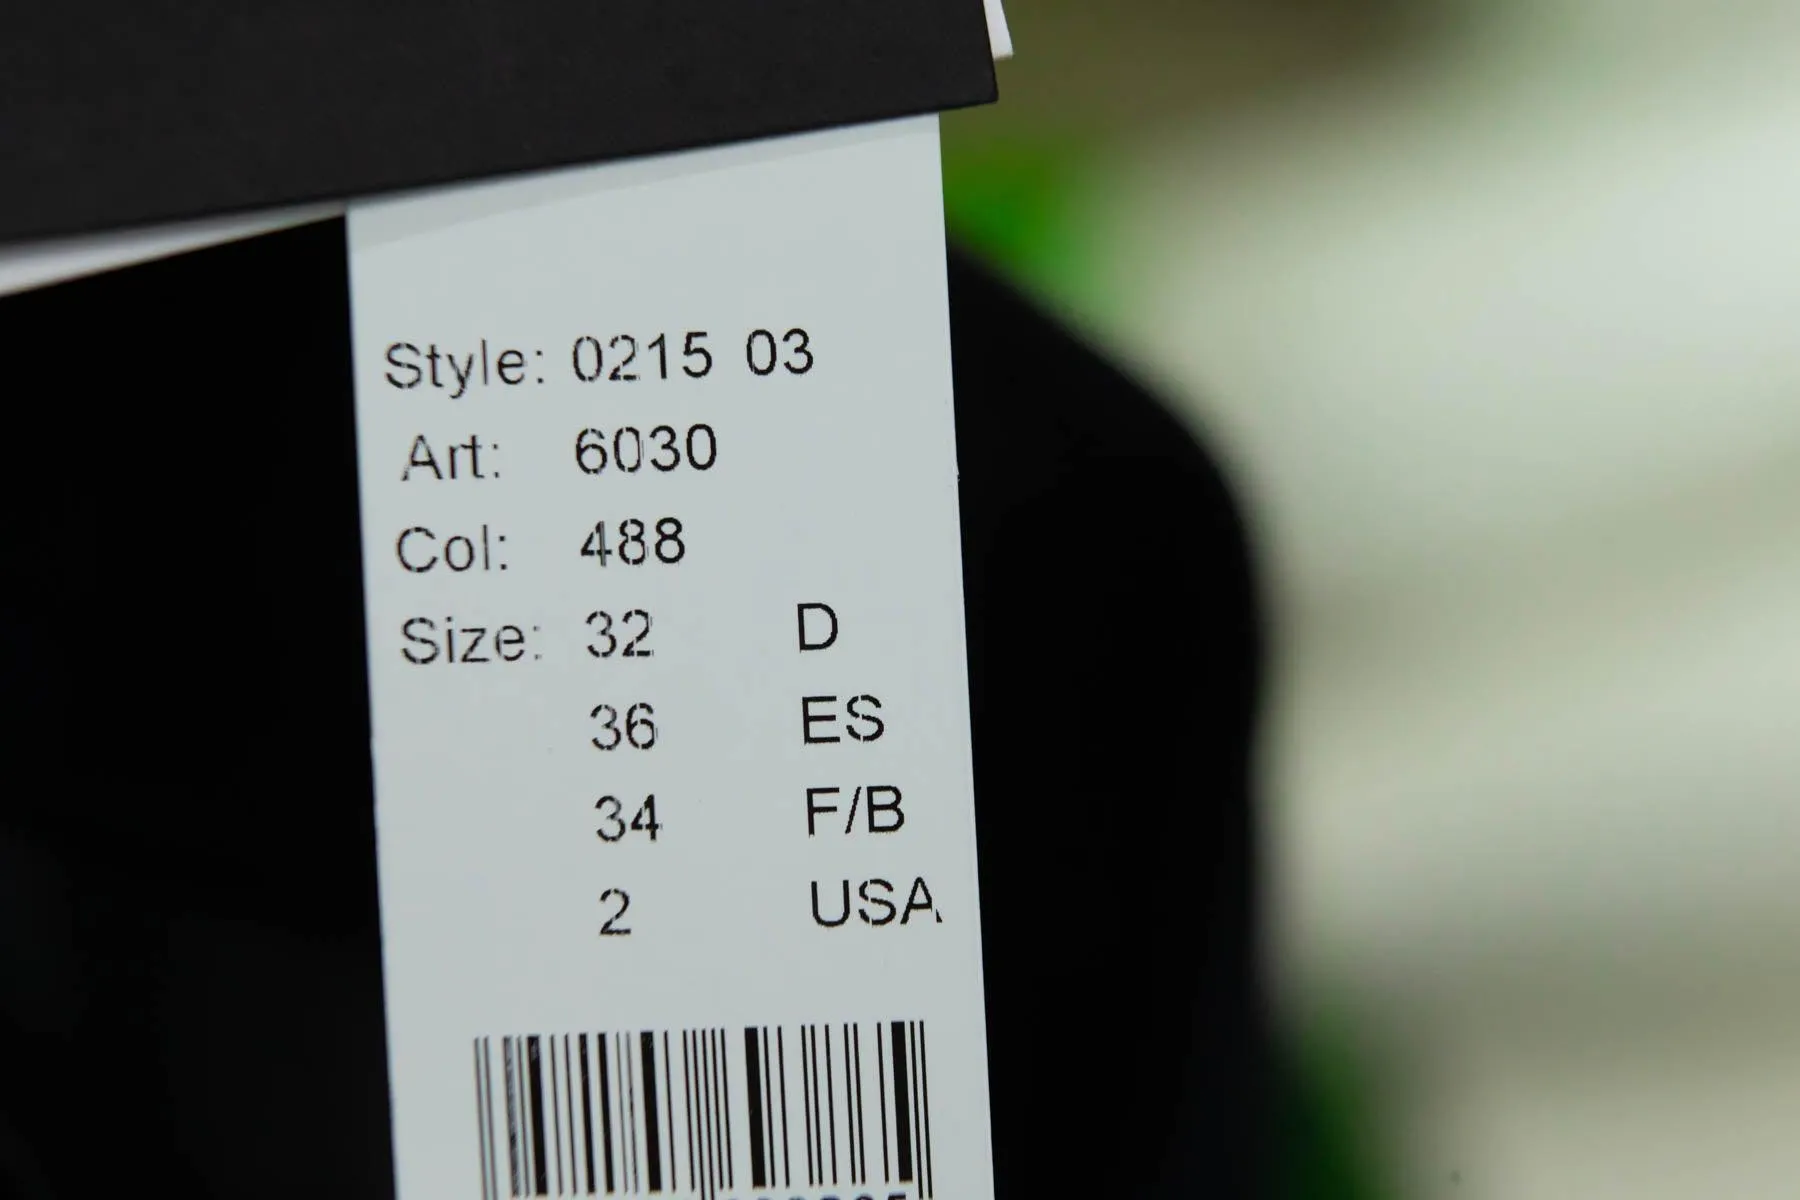 Style: 0215 03
Art: 6030
Col: 488
Size: 32 D
36 ES
34 F/B
2 USA